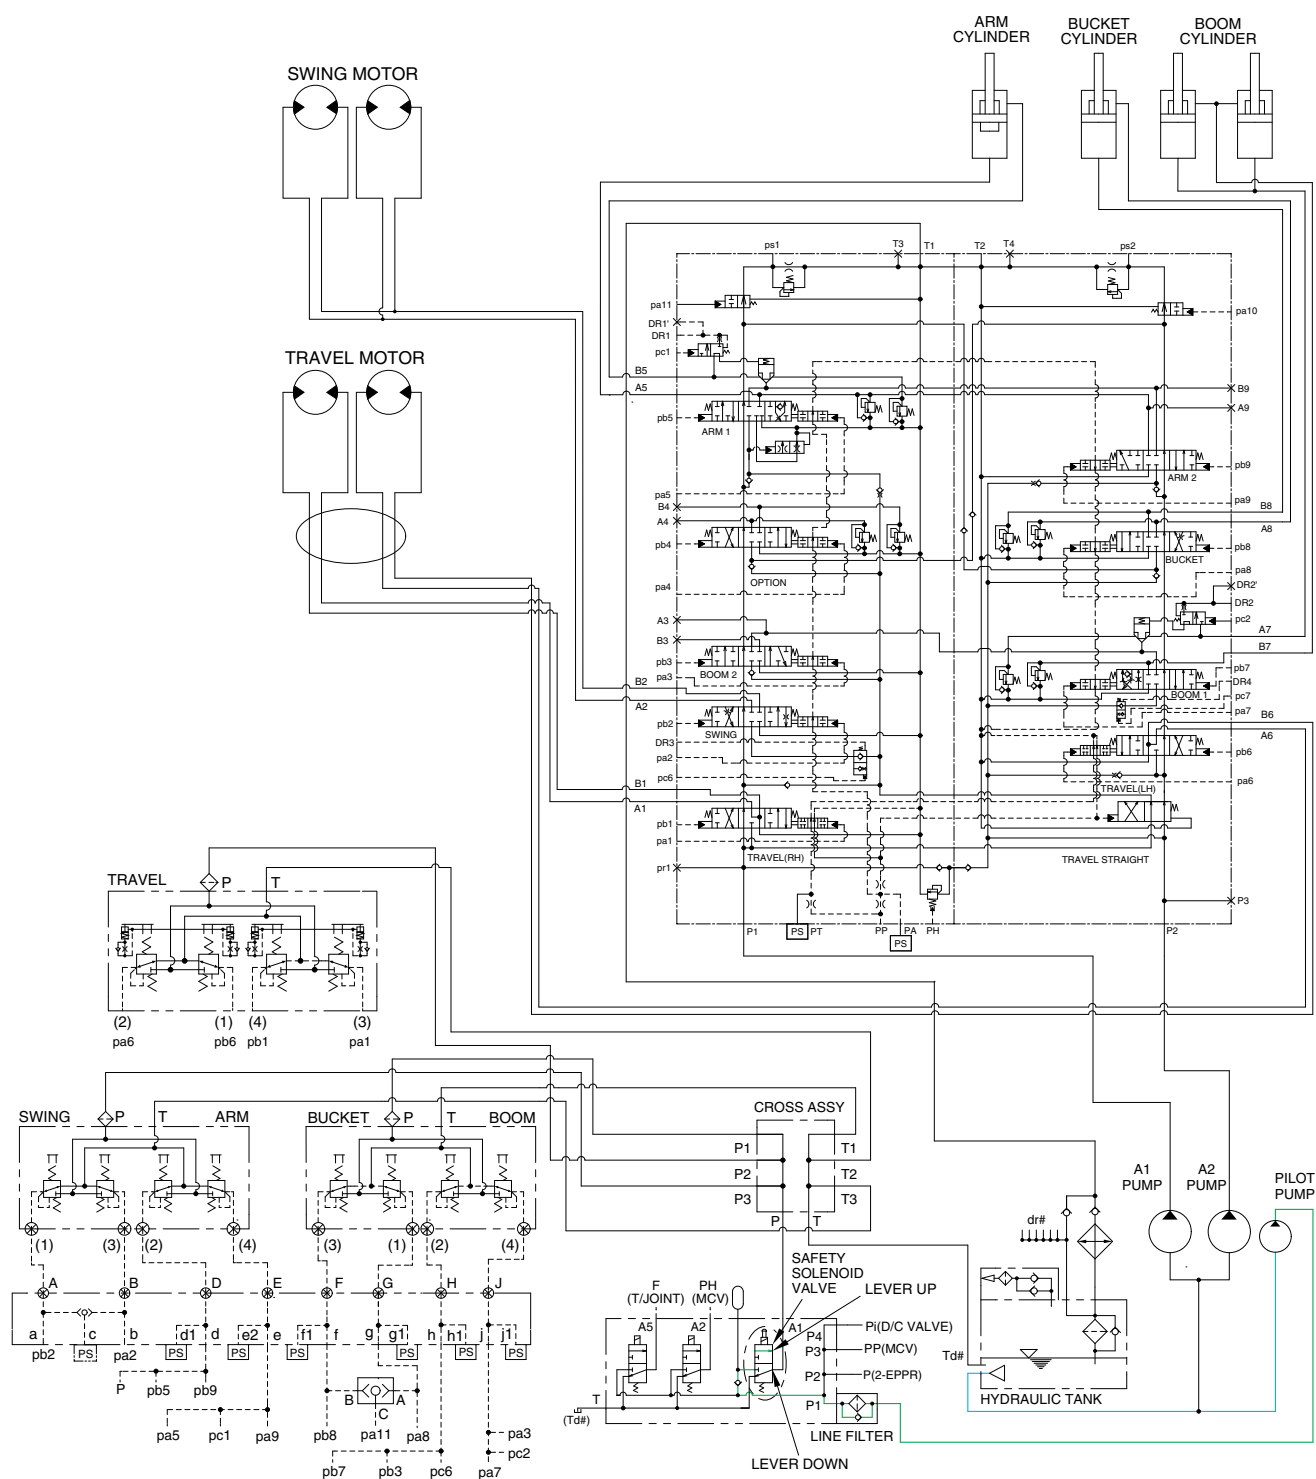 ARM
CYLINDER
BUCKET
CYLINDER
BOOM
CYLINDER
SWING MOTOR
ps1
T3
T1
T2
T4
ps2
pa11
pa10
DR1'
DR1
pc1
TRAVEL MOTOR
B5
A5
B9
A9
pb5
ARM 1
pb9
ARM 2
pa5
pa9
B4
B8
A4
A8
pb4
pb8
BUCKET
OPTION
pa8
pa4
DR2'
DR2
A3
pc2
B3
A7
B7
pb3
pb7
pa3
BOOM 2
DR4
B2
BOOM 1
pc7
A2
pa7
pb2
SWING
B6
A6
DR3
pb6
pa2
pc6
pa6
B1
TRAVEL(LH)
A1
pb1
pa1
TRAVEL(RH)
TRAVEL STRAIGHT
pr1
P3
P1
PS
PT
PP
PA
PH
P2
PS
TRAVEL
P
T
(2)
(1)
(4)
(3)
pa6
pb6
pb1
pa1
SWING
P
T
ARM
BUCKET
P
T
BOOM
(1)
(3)
(2)
(4)
(3)
(1)
(2)
(4)
A
B
D
E
F
G
H
J
a
c
b
d1
d
e2
e
f1
f
g
g1
h
h1
j
j1
pb2
PS
pa2
PS
PS
PS
PS
PS
PS
P
pb5
pb9
pa5
pc1
pa9
B
A
C
pb8
pa11
pa8
pb7
pb3
pc6
pa3
pc2
pa7
CROSS ASSY
P1
T1
P2
T2
P3
T3
P
T
A1
PUMP
A2
PUMP
PILOT
PUMP
dr#
Td#
HYDRAULIC TANK
SAFETY
SOLENOID
VALVE
LEVER UP
F
(T/JOINT)
PH
(MCV)
A5
A2
A1
P4
Pi(D/C VALVE)
P3
PP(MCV)
P2
P(2-EPPR)
T
P1
(Td#)
LINE FILTER
LEVER DOWN